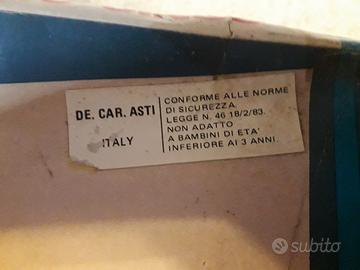 DE. CAR. ASTI
ITALY
CONFORME ALLE NORME
DI SICUREZZA.
LEGGE N. 46 18/2/83.
NON ADATTO
A BAMBINI DI ETA'
INFERIORE AI 3 ANNI.
subito